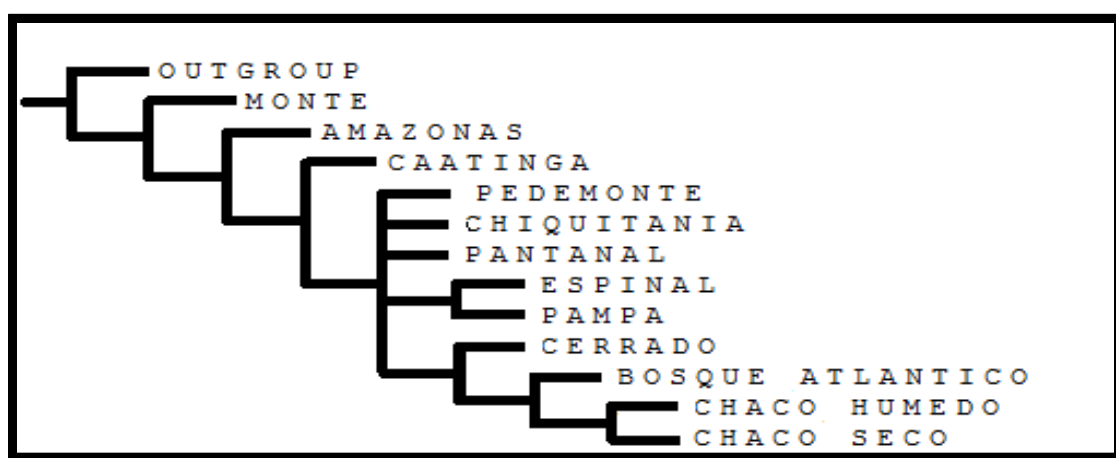 OUTGROUP
MONTE
AMAZONAS
CAATINGA
PEDEMONTE
CHIQUITANIA
PANTANAL
ESPINAL
PAMPA
CERRADO
BOSQUE ATLANTICO
CHACO HUMEDO
CHACO SECO